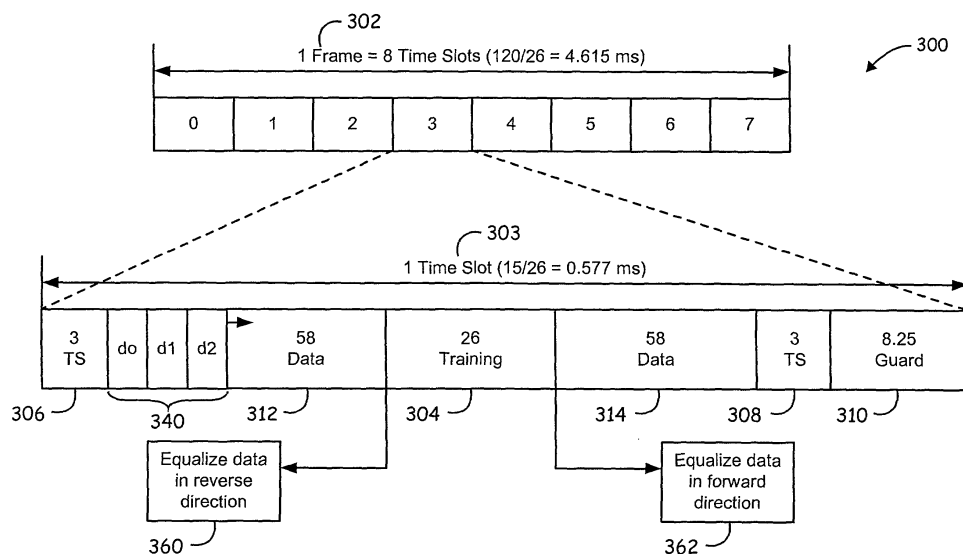 302
1 Frame = 8 Time Slots (120/26 = 4.615 ms)
300
0 1 2 3 4 5 6 7
303
1 Time Slot (15/26 = 0.577 ms)
3 TS
do d1 d2
58 Data
26 Training
58 Data
3 TS
8.25 Guard
306 340 312 304 314 308 310
Equalize data
in reverse
direction
Equalize data
in forward
direction
360 362